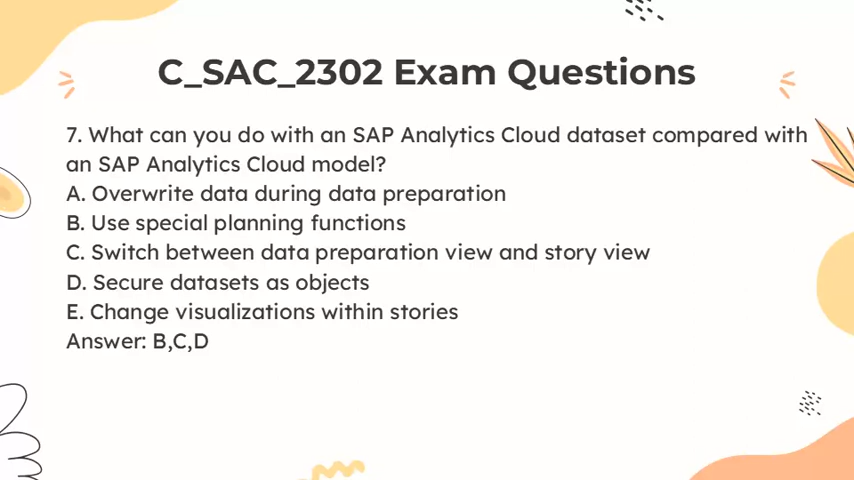 C_SAC_2302 Exam Questions
7. What can you do with an SAP Analytics Cloud dataset compared with
an SAP Analytics Cloud model?
A. Overwrite data during data preparation
B. Use special planning functions
C. Switch between data preparation view and story view
D. Secure datasets as objects
E. Change visualizations within stories
Answer: B,C,D